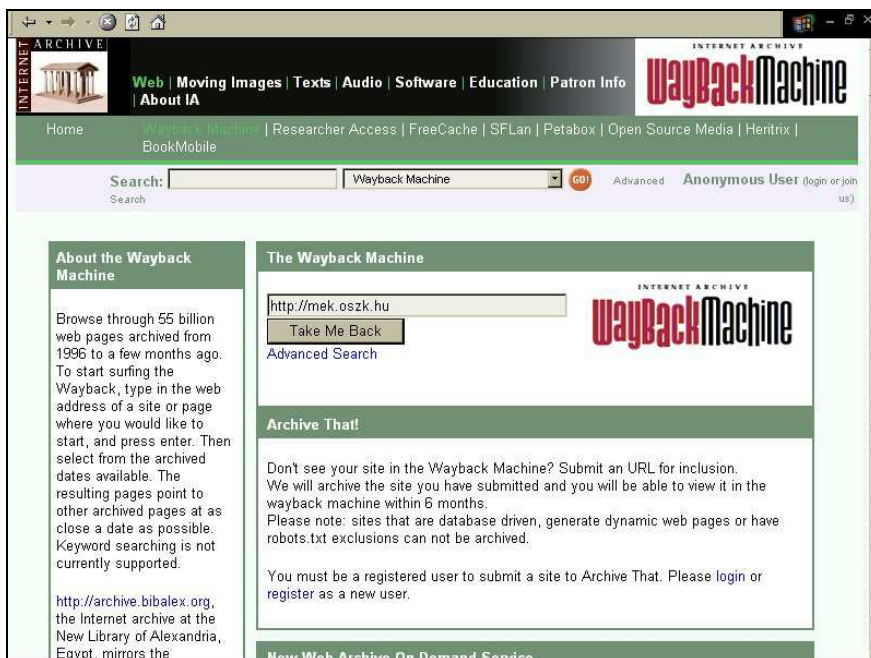 INTERNET ARCHIVE
Web | Moving Images | Texts | Audio | Software | Education | Patron Info
| About IA
INTERNET ARCHIVE
WayBackMachine
Home
Wayback Machine | Researcher Access | FreeCache | SFLan | Petabox | Open Source Media | Heritrix |
BookMobile
Search:
Wayback Machine
GO!
Advanced
Search
Anonymous User (login or join
us)
About the Wayback
Machine
Browse through 55 billion
web pages archived from
1996 to a few months ago.
To start surfing the
Wayback, type in the web
address of a site or page
where you would like to
start, and press enter. Then
select from the archived
dates available. The
resulting pages point to
other archived pages at as
close a date as possible.
Keyword searching is not
currently supported.
http://archive.bibalex.org,
the Internet archive at the
New Library of Alexandria,
Egypt, mirrors the
The Wayback Machine
http://mek.oszk.hu
Take Me Back
Advanced Search
INTERNET ARCHIVE
WayBackMachine
Archive That!
Don't see your site in the Wayback Machine? Submit an URL for inclusion.
We will archive the site you have submitted and you will be able to view it in the
wayback machine within 6 months.
Please note: sites that are database driven, generate dynamic web pages or have
robots.txt exclusions can not be archived.
You must be a registered user to submit a site to Archive That. Please login or
register as a new user.
New Web Archive On Demand Service